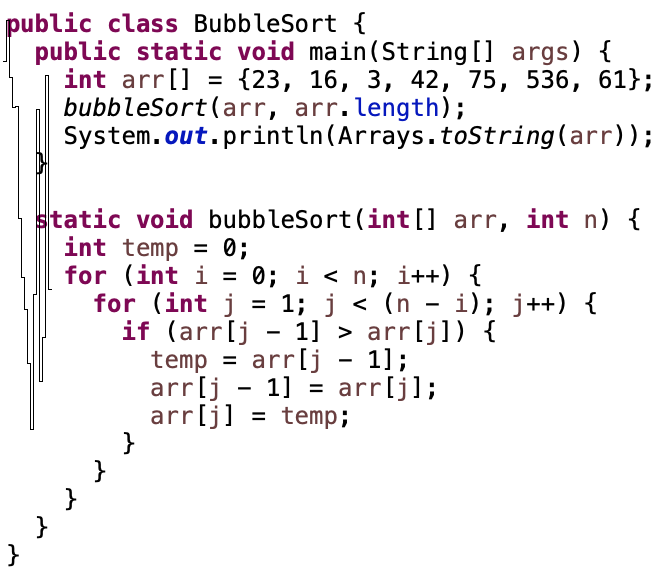 public class BubbleSort {
  public static void main(String[] args) {
    int arr[] = {23, 16, 3, 42, 75, 536, 61};
    bubbleSort(arr, arr.length);
    System.out.println(Arrays.toString(arr));
  }

  static void bubbleSort(int[] arr, int n) {
    int temp = 0;
    for (int i = 0; i < n; i++) {
      for (int j = 1; j < (n - i); j++) {
        if (arr[j - 1] > arr[j]) {
          temp = arr[j - 1];
          arr[j - 1] = arr[j];
          arr[j] = temp;
        }
      }
    }
  }
}